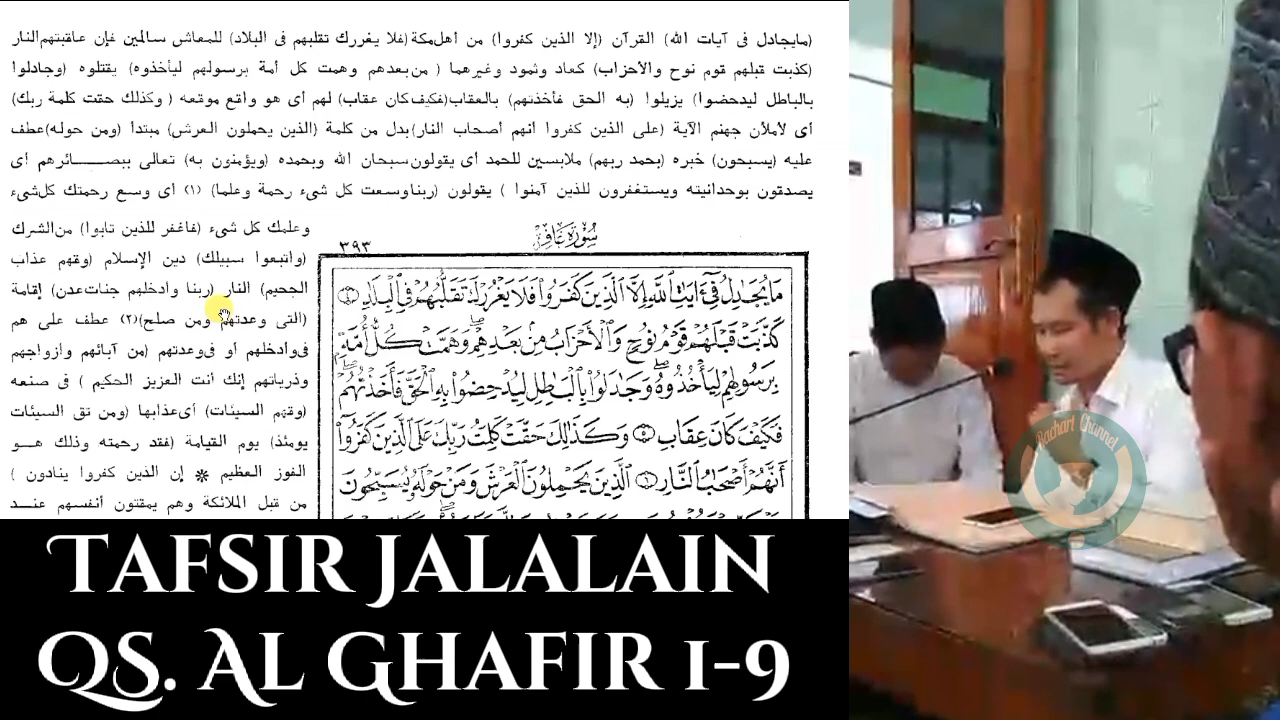 (مايجادل فى آيات الله) القرآن (إلا الذين كفروا) من أهل مكة (فلا يغررك تقلبهم فى البلاد) للمعاش سالمين فإن عاقبتهم النار
(كذبت قبلهم قوم نوح والأحزاب) كعاد وثمود وغيرهما (من بعدهم وهمت كل أمة برسولهم ليأخذوه) يقتلوه (وجادلوا
بالباطل ليدحضوا) يزيلوا (به الحق فأخذتهم) بالعقاب (فكيف كان عقاب) لهم أى هو واقع موقعه (وكذلك حقت كلمة ربك)
أى لأملأن جهنم الآية (على الذين كفروا أنهم أصحاب النار) بدل من كلمة (الذين يحملون العرش) مبتدأ (ومن حوله) عطف
عليه (يسبحون) خبره (بحمد ربهم) ملابسين للحمد أى يقولون سبحان الله وبحمده (ويؤمنون به) تعالى ببصـــائرهم أى
يصدقون بوحدانيته ويستغفرون للذين آمنوا ) يقولون (ربنا وسعت كل شىء رحمة وعلما) (١) أى وسع رحمتك كل شىء
وعلمك كل شىء (فاغفر للذين تابوا) من الشرك
(واتبعوا سبيلك) دين الإسلام (وقهم عذاب
الجحيم) النار (ربنا وادخلهم جنات عدن) إقامة
(التى وعدتهم ومن صلح) (٢) عطف على هم
فى وادخلهم أو فى وعدتهم (من آبائهم وازواجهم
وذرياتهم إنك أنت العزيز الحكيم ) فى صنعه
(وقهم السيئات) أى عذابها (ومن تق السيئات
يومئذ) يوم القيامة (فقد رحمته وذلك هـــو
الفوز العظيم * إن الذين كفروا ينادون )
من قبل الملائكة وهم يمقتون أنفسهم عنـــد
سورة غافر
٣٩٣
مَا يُجَٰدِلُ فِىٓ ءَايَٰتِ ٱللَّهِ إِلَّا ٱلَّذِينَ كَفَرُوا۟ فَلَا يَغْرُرْكَ تَقَلُّبُهُمْ فِى ٱلْبِلَٰدِ ④
كَذَّبَتْ قَبْلَهُمْ قَوْمُ نُوحٍ وَٱلْأَحْزَابُ مِنۢ بَعْدِهِمْ ۖ وَهَمَّتْ كُلُّ أُمَّةٍۭ
بِرَسُولِهِمْ لِيَأْخُذُوهُ ۖ وَجَٰدَلُوا۟ بِٱلْبَٰطِلِ لِيُدْحِضُوا۟ بِهِ ٱلْحَقَّ فَأَخَذْتُهُمْ ۖ
فَكَيْفَ كَانَ عِقَابِ ⑤ وَكَذَٰلِكَ حَقَّتْ كَلِمَتُ رَبِّكَ عَلَى ٱلَّذِينَ كَفَرُوٓا۟
أَنَّهُمْ أَصْحَٰبُ ٱلنَّارِ ⑥ ٱلَّذِينَ يَحْمِلُونَ ٱلْعَرْشَ وَمَنْ حَوْلَهُۥ يُسَبِّحُونَ
TAFSIR JALALAIN
QS. AL GHAFIR 1-9
Bachart Channel